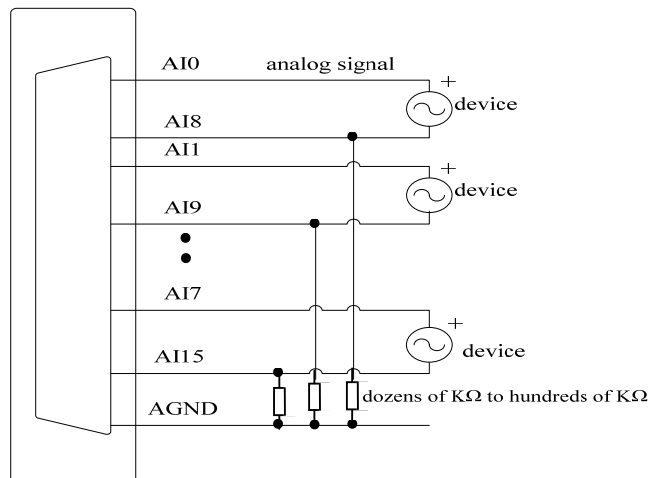 AI0 analog signal
+
device
AI8
AI1
+
device
AI9
AI7
+
device
AI15
dozens of KΩ to hundreds of KΩ
AGND